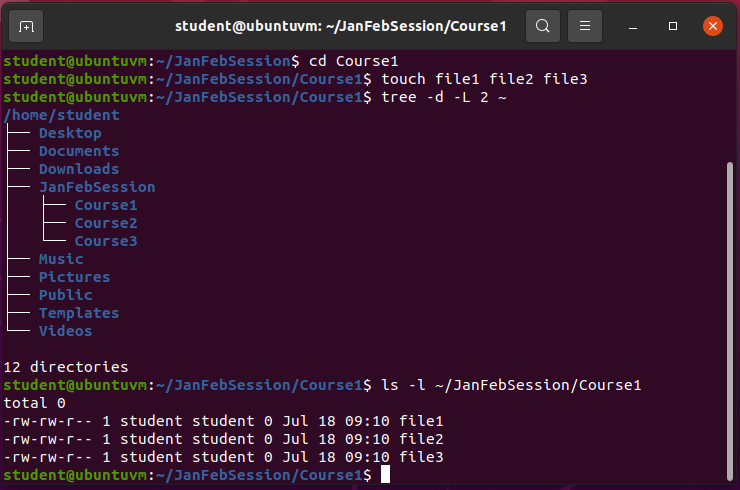 student@ubuntuvm: ~/JanFebSession/Course1
student@ubuntuvm:~/JanFebSession$ cd Course1
student@ubuntuvm:~/JanFebSession/Course1$ touch file1 file2 file3
student@ubuntuvm:~/JanFebSession/Course1$ tree -d -L 2 ~
/home/student
├── Desktop
├── Documents
├── Downloads
├── JanFebSession
│   ├── Course1
│   ├── Course2
│   └── Course3
├── Music
├── Pictures
├── Public
├── Templates
└── Videos
12 directories
student@ubuntuvm:~/JanFebSession/Course1$ ls -l ~/JanFebSession/Course1
total 0
-rw-rw-r-- 1 student student 0 Jul 18 09:10 file1
-rw-rw-r-- 1 student student 0 Jul 18 09:10 file2
-rw-rw-r-- 1 student student 0 Jul 18 09:10 file3
student@ubuntuvm:~/JanFebSession/Course1$